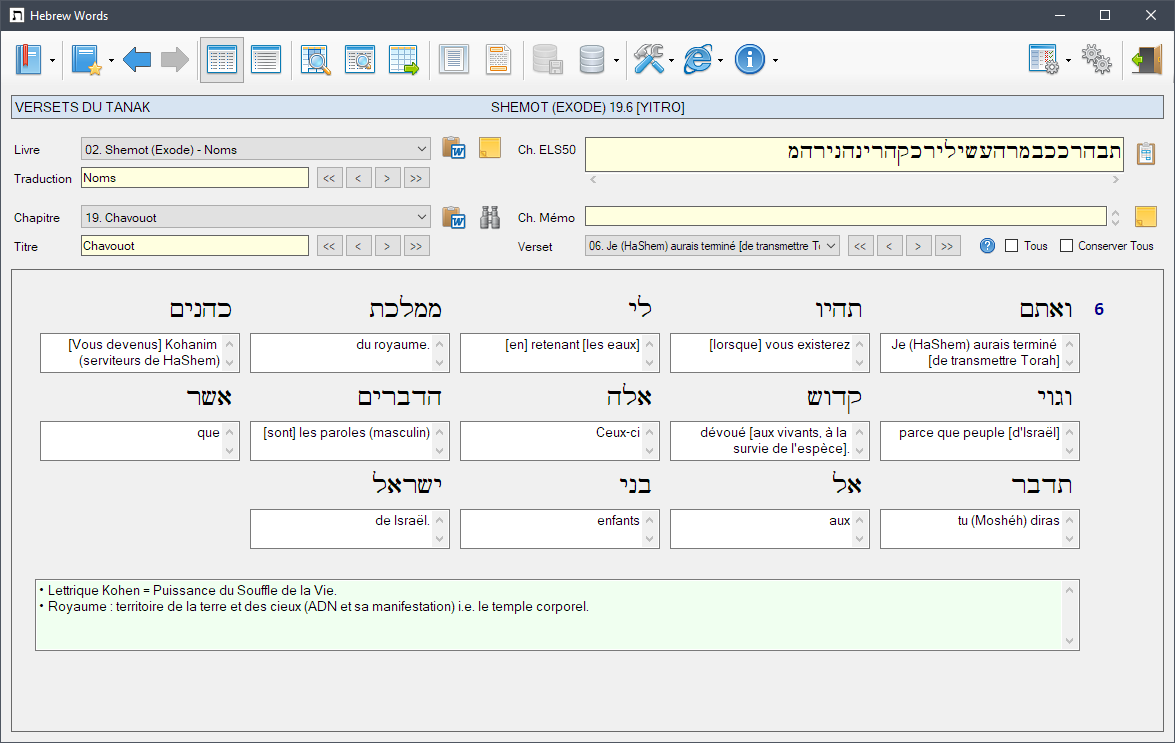 Hebrew Words
VERSETS DU TANAK SHEMOT (EXODE) 19.6 [YITRO]
Livre 02. Shemot (Exode) - Noms Ch. ELS50 תבהרככבמרהעשילירכקהרינהנירהמ
Traduction Noms << < > >>
Chapitre 19. Chavouot Ch. Mémo
Titre Chavouot << < > >> Verset 06. Je (HaShem) aurais terminé [de transmettre To << < > >> Tous Conserver Tous
6 ואתם תהיו לי ממלכת כהנים
Je (HaShem) aurais terminé
[de transmettre Torah]
[lorsque] vous existerez
[en] retenant [les eaux]
du royaume.
[Vous devenus] Kohanim
(serviteurs de HaShem)
וגוי קדוש אלה הדברים אשר
parce que peuple [d'Israël]
dévoué [aux vivants, à la
survie de l'espèce].
Ceux-ci
[sont] les paroles (masculin)
que
תדבר אל בני ישראל
tu (Moshéh) diras
aux
enfants
de Israël.
• Lettrique Kohen = Puissance du Souffle de la Vie.
• Royaume : territoire de la terre et des cieux (ADN et sa manifestation) i.e. le temple corporel.